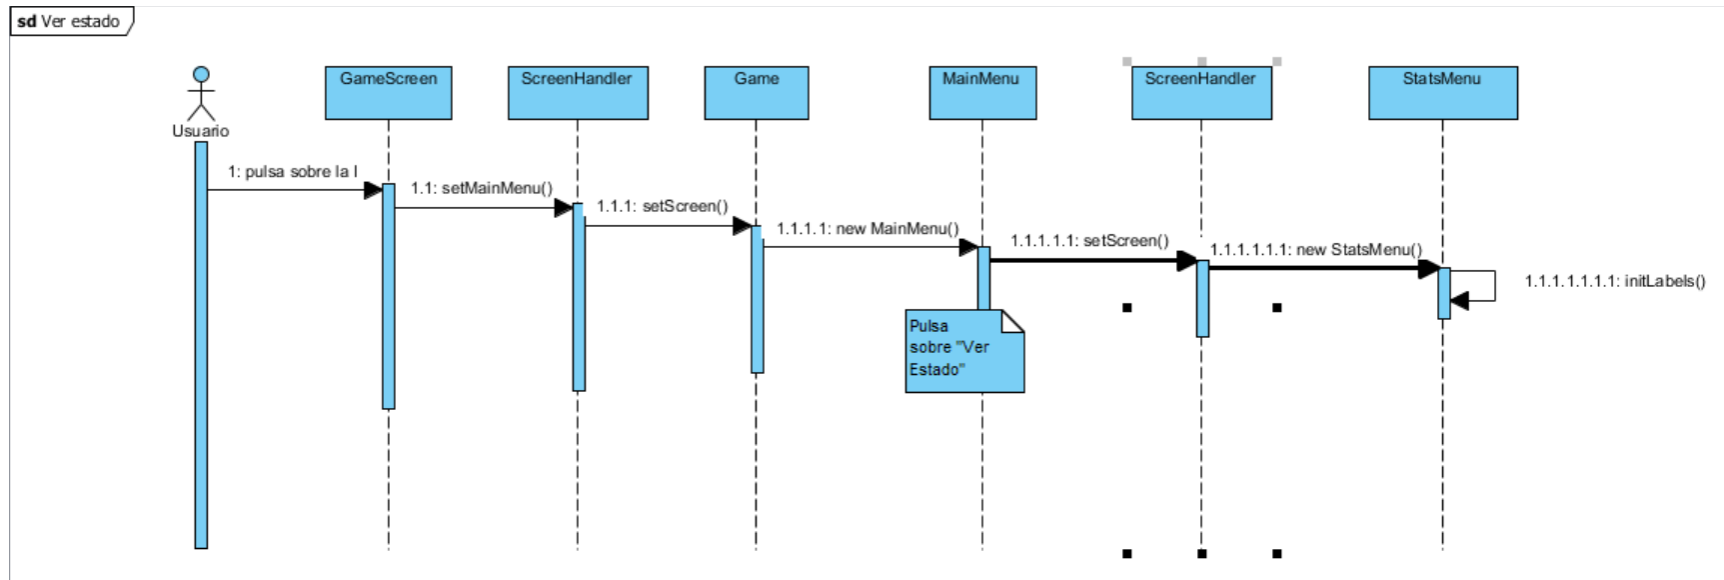 sd Ver estado
GameScreen
ScreenHandler
Game
MainMenu
ScreenHandler
StatsMenu
Usuario
1: pulsa sobre la I
1.1: setMainMenu()
1.1.1: setScreen()
1.1.1.1: new MainMenu()
1.1.1.1.1: setScreen()
1.1.1.1.1.1: new StatsMenu()
1.1.1.1.1.1.1: initLabels()
Pulsa
sobre "Ver
Estado"